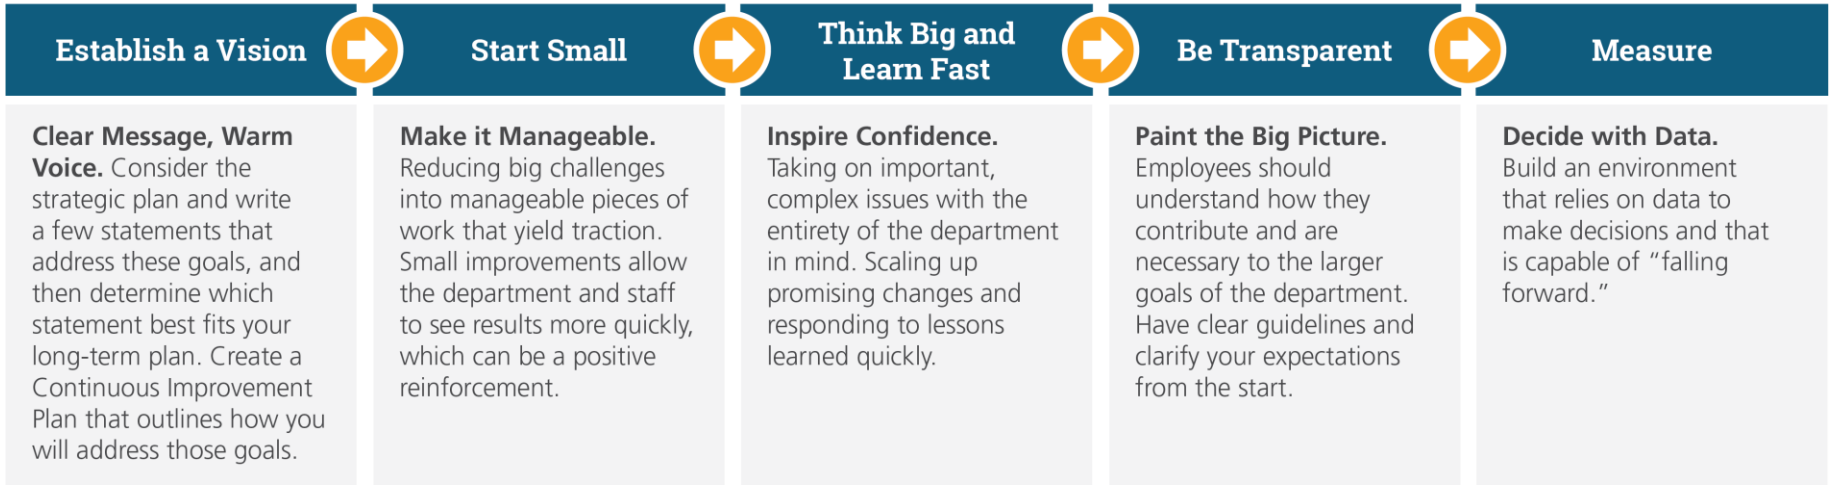 Establish a Vision
Start Small
Think Big and
Learn Fast
Be Transparent
Measure
Clear Message, Warm
Voice. Consider the
strategic plan and write
a few statements that
address these goals, and
then determine which
statement best fits your
long-term plan. Create a
Continuous Improvement
Plan that outlines how you
will address those goals.
Make it Manageable.
Reducing big challenges
into manageable pieces of
work that yield traction.
Small improvements allow
the department and staff
to see results more quickly,
which can be a positive
reinforcement.
Inspire Confidence.
Taking on important,
complex issues with the
entirety of the department
in mind. Scaling up
promising changes and
responding to lessons
learned quickly.
Paint the Big Picture.
Employees should
understand how they
contribute and are
necessary to the larger
goals of the department.
Have clear guidelines and
clarify your expectations
from the start.
Decide with Data.
Build an environment
that relies on data to
make decisions and that
is capable of “falling
forward.”